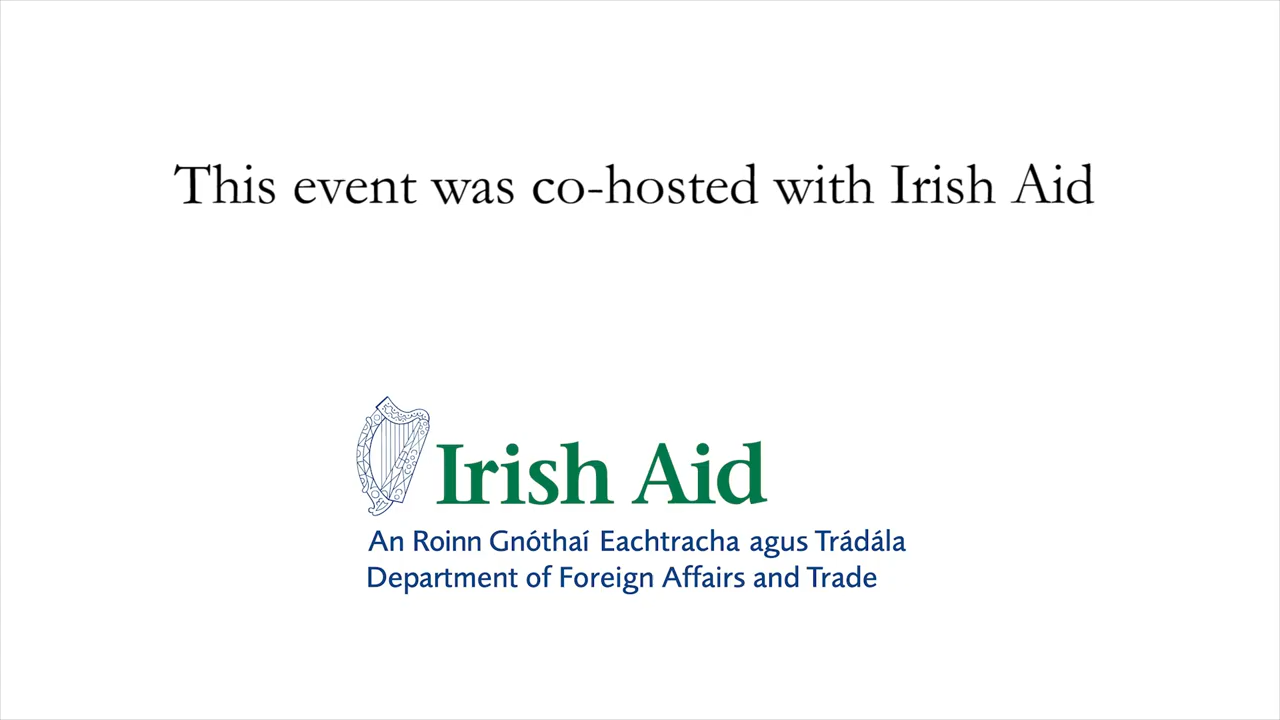 This event was co-hosted with Irish Aid
Irish Aid
An Roinn Gnóthaí Eachtracha agus Trádála
Department of Foreign Affairs and Trade